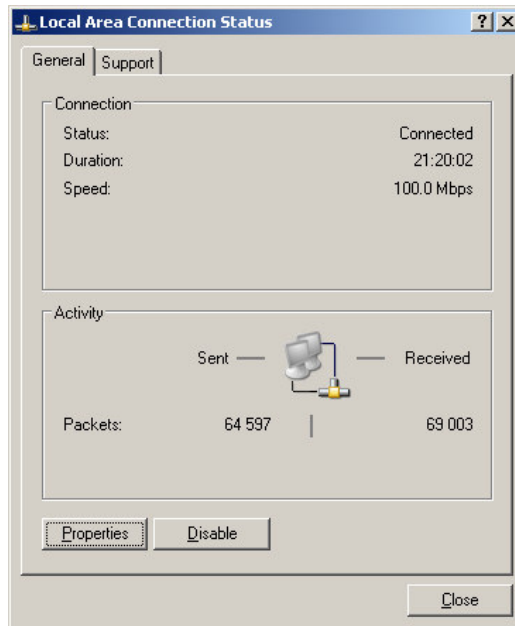 Local Area Connection Status
General Support
Connection
Status: Connected
Duration: 21:20:02
Speed: 100.0 Mbps
Activity
Sent Received
Packets: 64 597 69 003
Properties Disable
Close